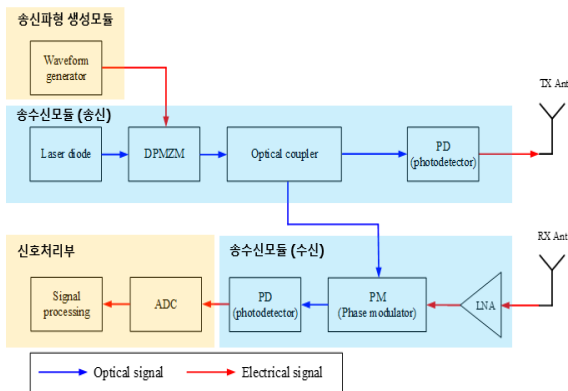 송신파형 생성모듈
Waveform
generator
TX Ant
송수신모듈 (송신)
Laser diode
DPMZM
Optical coupler
PD
(photodetector)
신호처리부
송수신모듈 (수신)
RX Ant
Signal
processing
ADC
PD
(photodetector)
PM
(Phase modulator)
LNA
Optical signal
Electrical signal